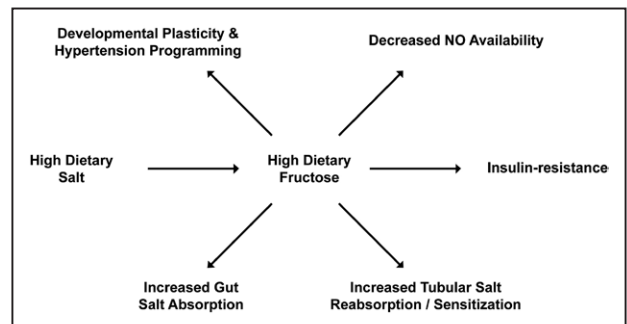 Developmental Plasticity &
Hypertension Programming
Decreased NO Availability
High Dietary
Salt
High Dietary
Fructose
Insulin-resistance
Increased Gut
Salt Absorption
Increased Tubular Salt
Reabsorption / Sensitization